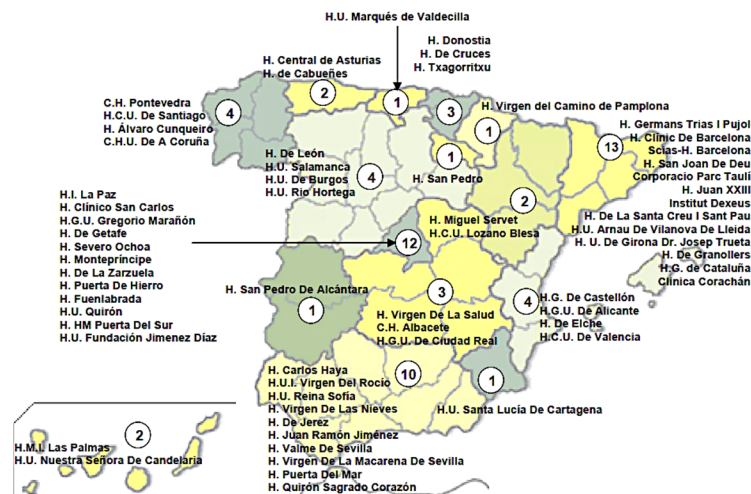 H.U. Marqués de Valdecilla
H. Donostia
H. De Cruces
H. Txagorritxu
H. Central de Asturias
H. de Cabueñes
2
1
3
H. Virgen del Camino de Pamplona
1
C.H. Pontevedra
H.C.U. De Santiago
H. Álvaro Cunqueiro
C.H.U. De A Coruña
4
H. Germans Trias I Pujol
H. Clínic De Barcelona
Scias-H. Barcelona
H. San Joan De Deu
Corporacio Parc Taulí
H. Juan XXIII
Institut Dexeus
H. De La Santa Creu I Sant Pau
H.U. Arnau De Vilanova De Lleida
H. U. De Girona Dr. Josep Trueta
H. De Granollers
H.G. de Cataluña
Clinica Corachán
13
H. De León
H.U. Salamanca
H.U. De Burgos
H.U. Rio Hortega
4
1
H. San Pedro
2
H. Miguel Servet
H.C.U. Lozano Blesa
H.I. La Paz
H. Clínico San Carlos
H.G.U. Gregorio Marañón
H. De Getafe
H. Severo Ochoa
H. Montepríncipe
H. De La Zarzuela
H. Puerta De Hierro
H. Fuenlabrada
H.U. Quirón
H. HM Puerta Del Sur
H.U. Fundación Jimenez Díaz
12
H. San Pedro De Alcántara
1
3
H. Virgen De La Salud
C.H. Albacete
H.G.U. De Ciudad Real
4
H.G. De Castellón
H.G.U. De Alicante
H. De Elche
H.C.U. De Valencia
10
H. Carlos Haya
H.U.I. Virgen Del Rocio
H.U. Reina Sofía
H. Virgen De Las Nieves
H. De Jerez
H. Juan Ramón Jiménez
H. Valme De Sevilla
H. Virgen De La Macarena De Sevilla
H. Puerta Del Mar
H. Quirón Sagrado Corazón
1
H.U. Santa Lucía De Cartagena
2
H.M.I. Las Palmas
H.U. Nuestra Señora De Candelaria